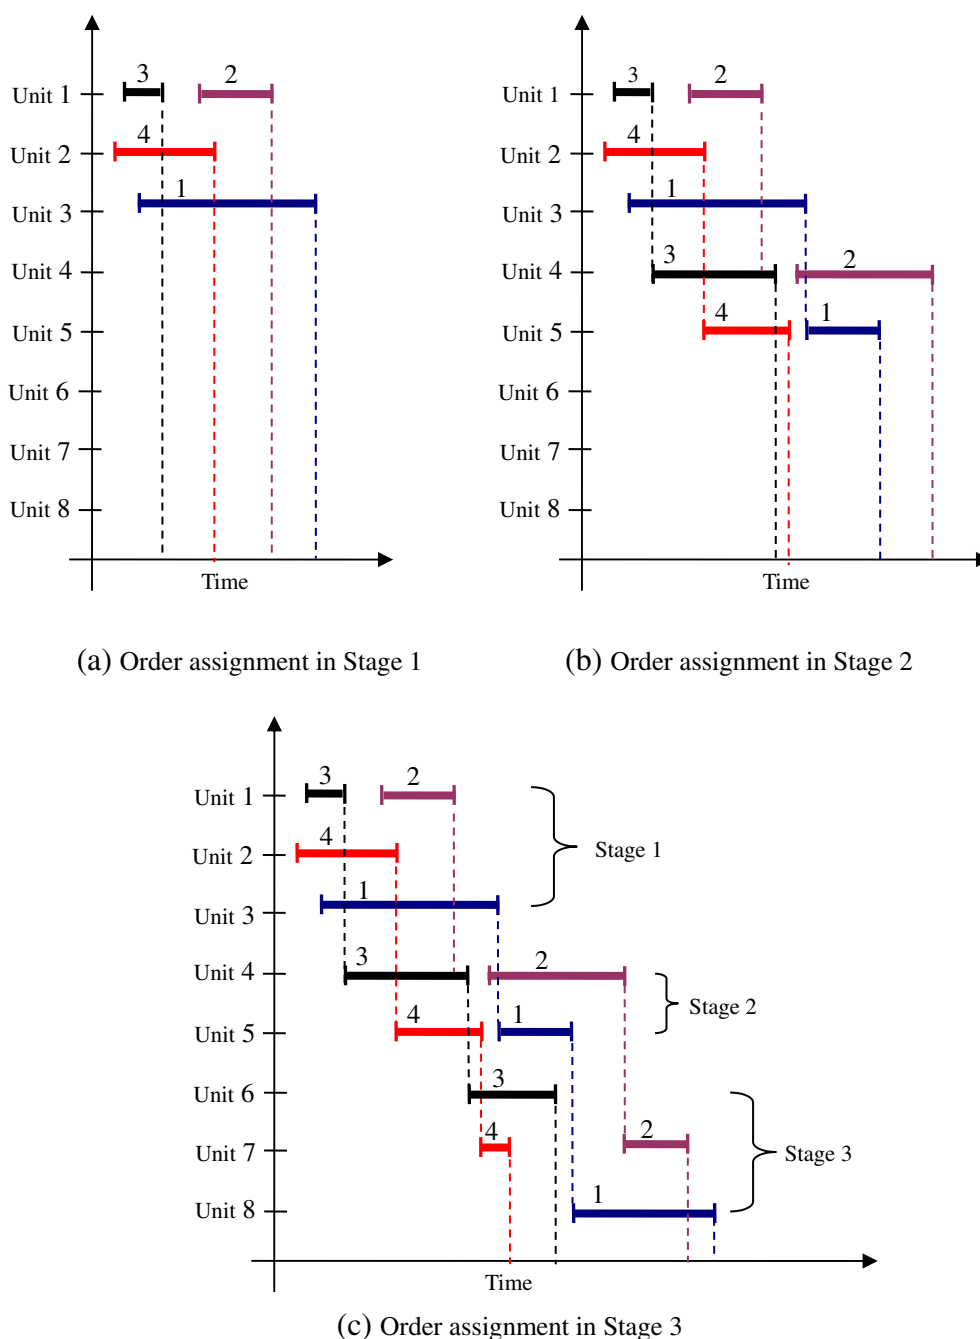 3 2
Unit 1
4
Unit 2
1
Unit 3
Unit 4
Unit 5
Unit 6
Unit 7
Unit 8
Time
(a) Order assignment in Stage 1
3 2
Unit 1
4
Unit 2
1
Unit 3
3 2
Unit 4
4 1
Unit 5
Unit 6
Unit 7
Unit 8
Time
(b) Order assignment in Stage 2
3 2
Unit 1
4
Unit 2
Stage 1
1
Unit 3
3 2
Unit 4
Stage 2
4 1
Unit 5
3
Unit 6
4 2
Unit 7
Stage 3
1
Unit 8
Time
(c) Order assignment in Stage 3